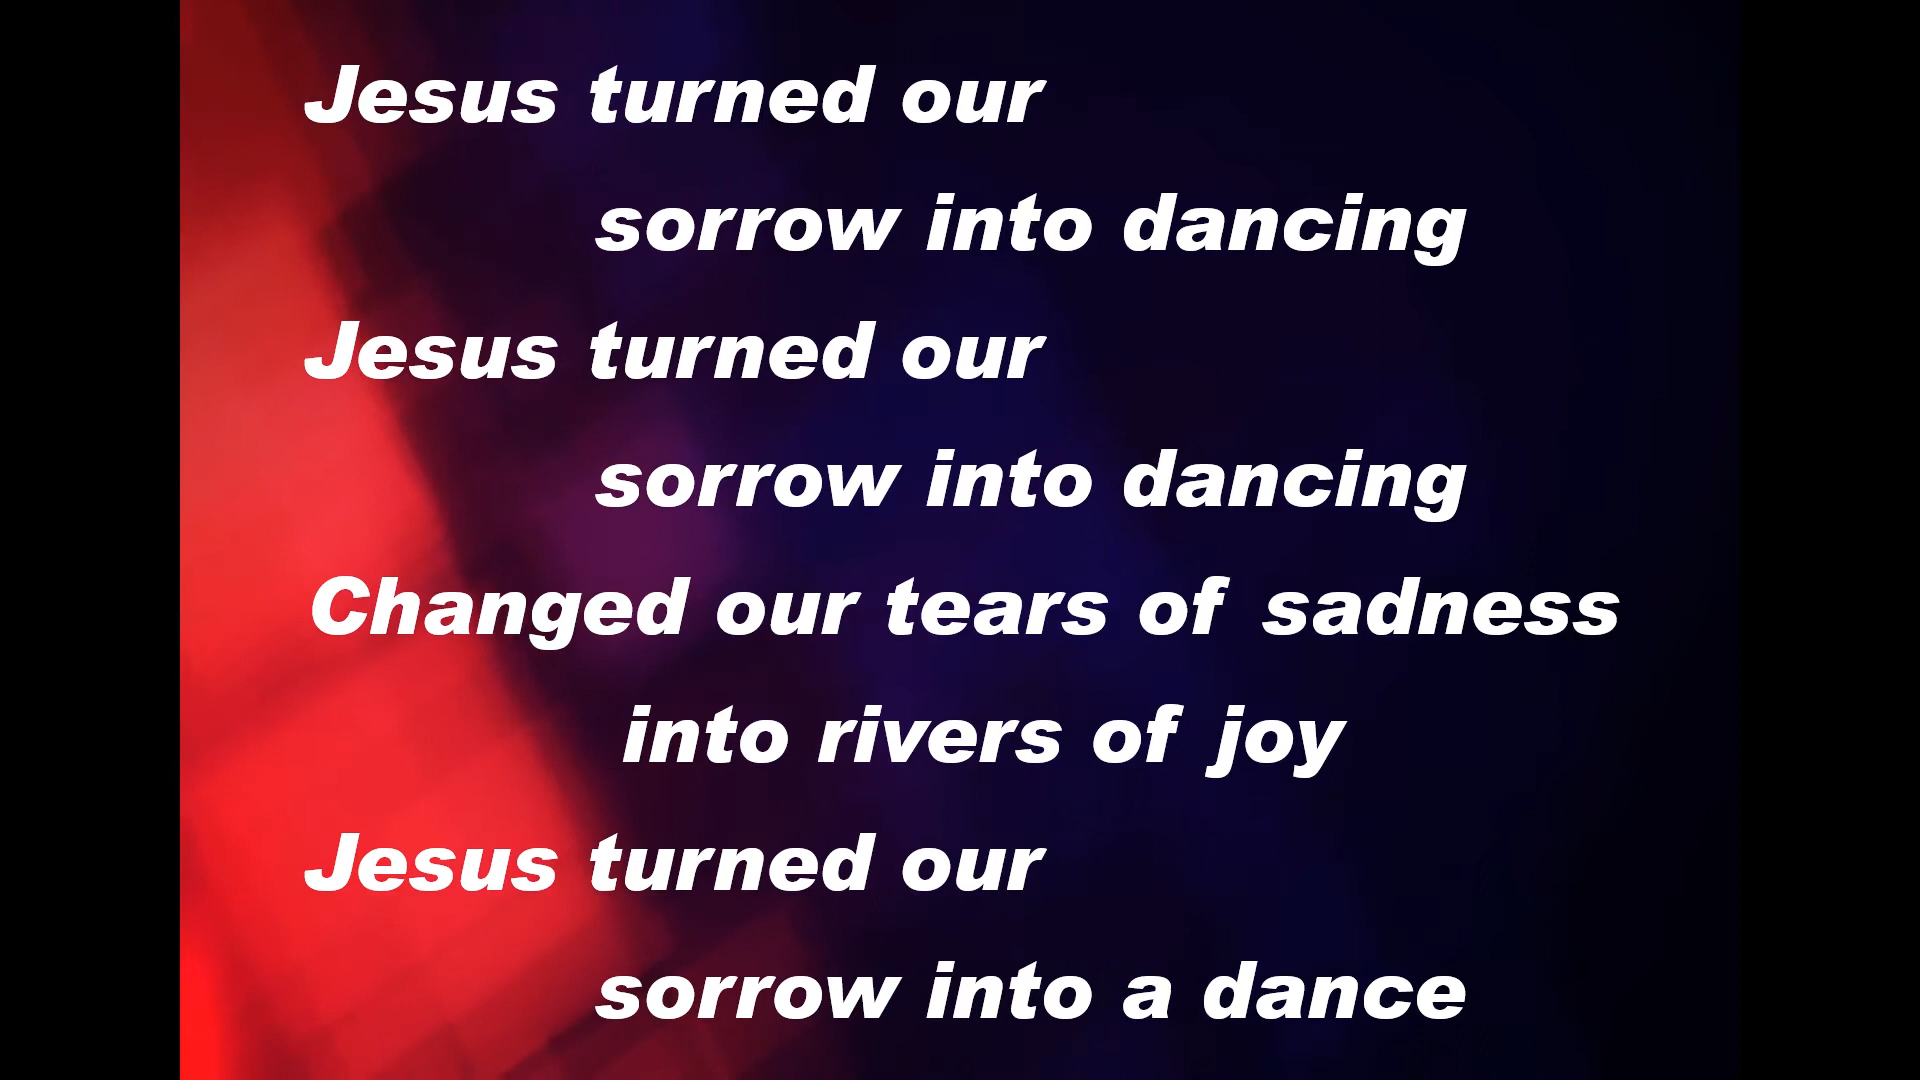 Jesus turned our
sorrow into dancing
Jesus turned our
sorrow into dancing
Changed our tears of sadness
into rivers of joy
Jesus turned our
sorrow into a dance